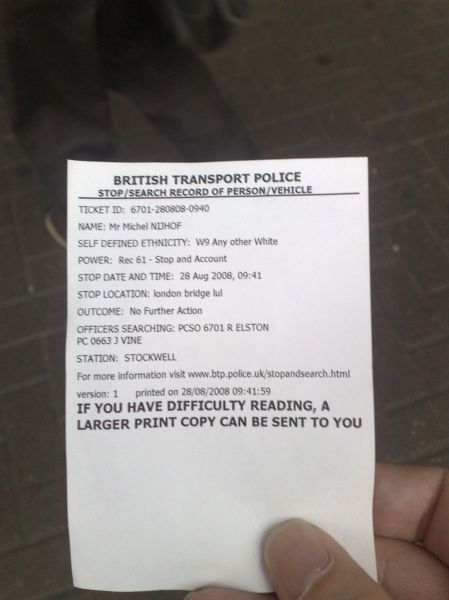 BRITISH TRANSPORT POLICE
STOP/SEARCH RECORD OF PERSON/VEHICLE
TICKET ID: 6701-280808-0940
NAME: Mr Michel NIJHOF
SELF DEFINED ETHNICITY: W9 Any other White
POWER: Rec 61 - Stop and Account
STOP DATE AND TIME: 28 Aug 2008, 09:41
STOP LOCATION: london bridge lul
OUTCOME: No Further Action
OFFICERS SEARCHING: PCSO 6701 R ELSTON
PC 0663 J VINE
STATION: STOCKWELL
For more information visit www.btp.police.uk/stopandsearch.html
version: 1 printed on 28/08/2008 09:41:59
IF YOU HAVE DIFFICULTY READING, A
LARGER PRINT COPY CAN BE SENT TO YOU